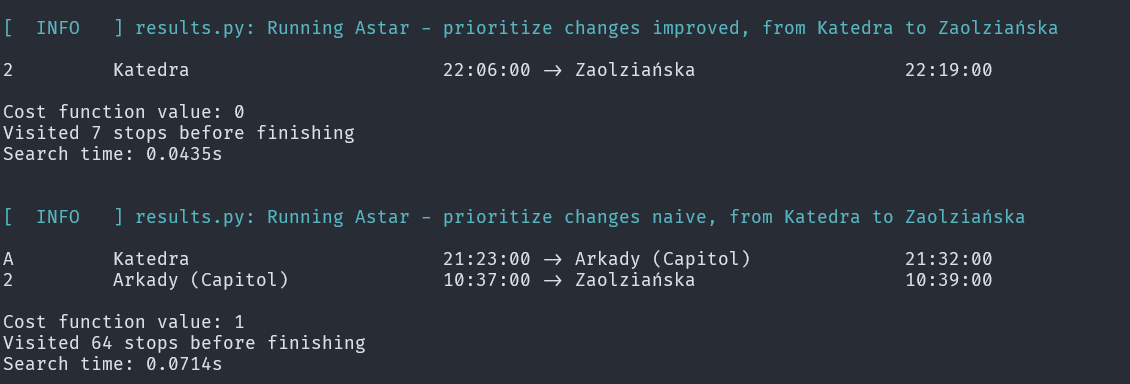 [  INFO   ] results.py: Running Astar - prioritize changes improved, from Katedra to Zaolziańska
2         Katedra                       22:06:00 -> Zaolziańska                   22:19:00
Cost function value: 0
Visited 7 stops before finishing
Search time: 0.0435s
[  INFO   ] results.py: Running Astar - prioritize changes naive, from Katedra to Zaolziańska
A         Katedra                       21:23:00 -> Arkady (Capitol)              21:32:00
2         Arkady (Capitol)              10:37:00 -> Zaolziańska                   10:39:00
Cost function value: 1
Visited 64 stops before finishing
Search time: 0.0714s